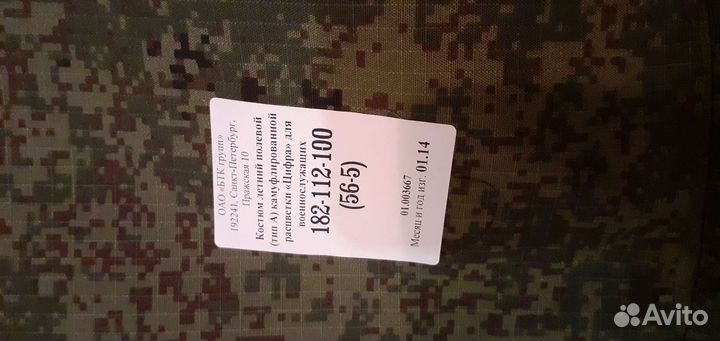 ОАО «БТК групп»
192241, Санкт-Петербург,
Пражская 10
Костюм летний полевой
(тип А) камуфлированной
расцветки «Цифра» для
военнослужащих
182-112-100
(56-5)
01.003667
Месяц и год изг. 01.14
Avito